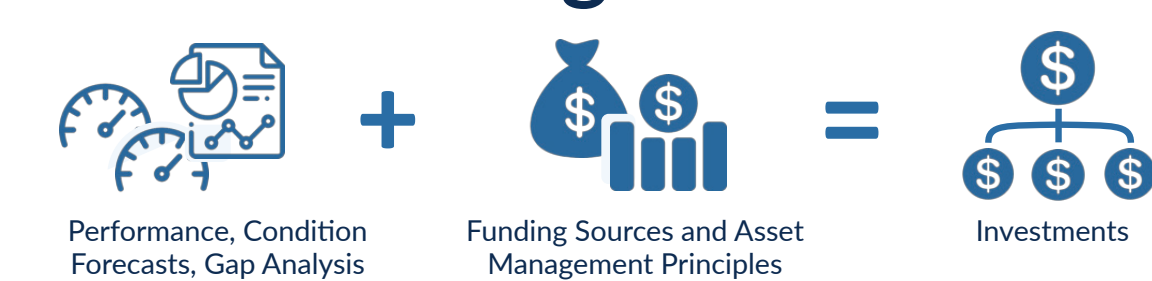 Performance, Condition
Forecasts, Gap Analysis
+
$
$
Funding Sources and Asset
Management Principles
=
$
$ $ $
Investments